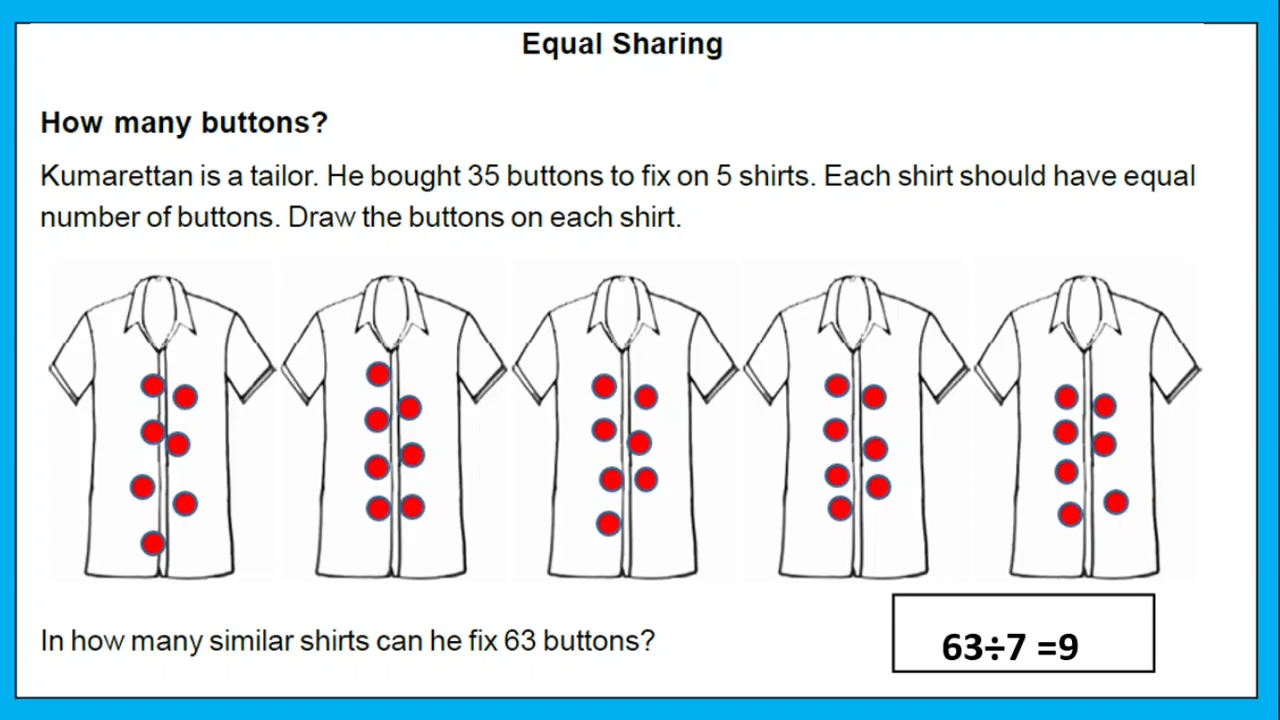 Equal Sharing
How many buttons?
Kumarettan is a tailor. He bought 35 buttons to fix on 5 shirts. Each shirt should have equal
number of buttons. Draw the buttons on each shirt.
In how many similar shirts can he fix 63 buttons?
63÷7 =9